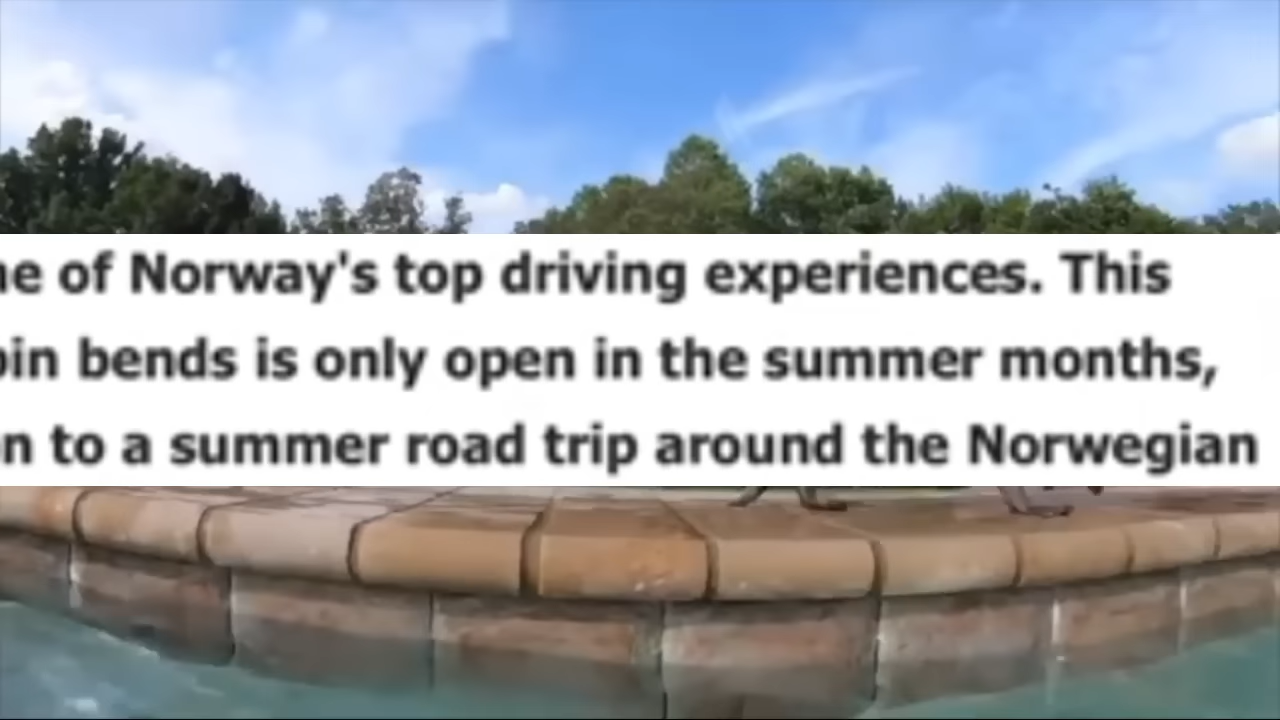 of Norway's top driving experiences. This
bends is only open in the summer months,
to a summer road trip around the Norwegian